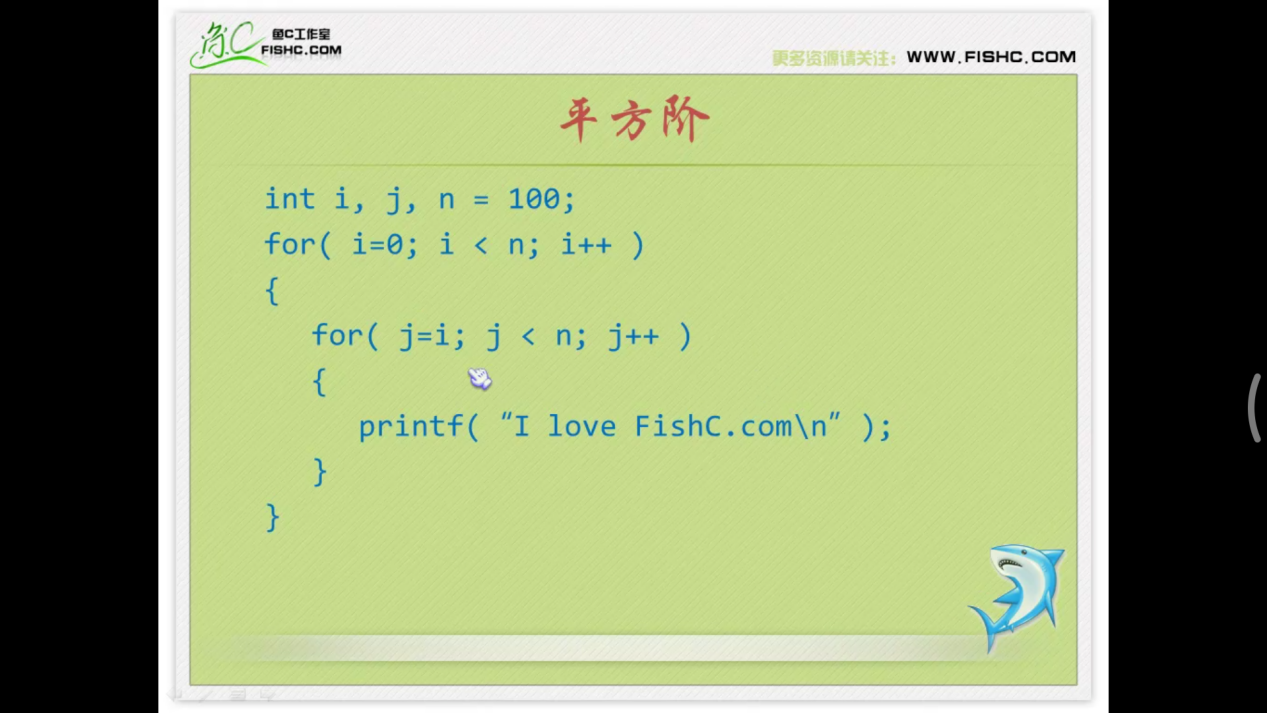 鱼C工作室
FISHC.COM
更多资源请关注: WWW.FISHC.COM
平方阶
int i, j, n = 100;
for( i=0; i < n; i++ )
{
for( j=i; j < n; j++ )
{
printf( “I love FishC.com\n” );
}
}